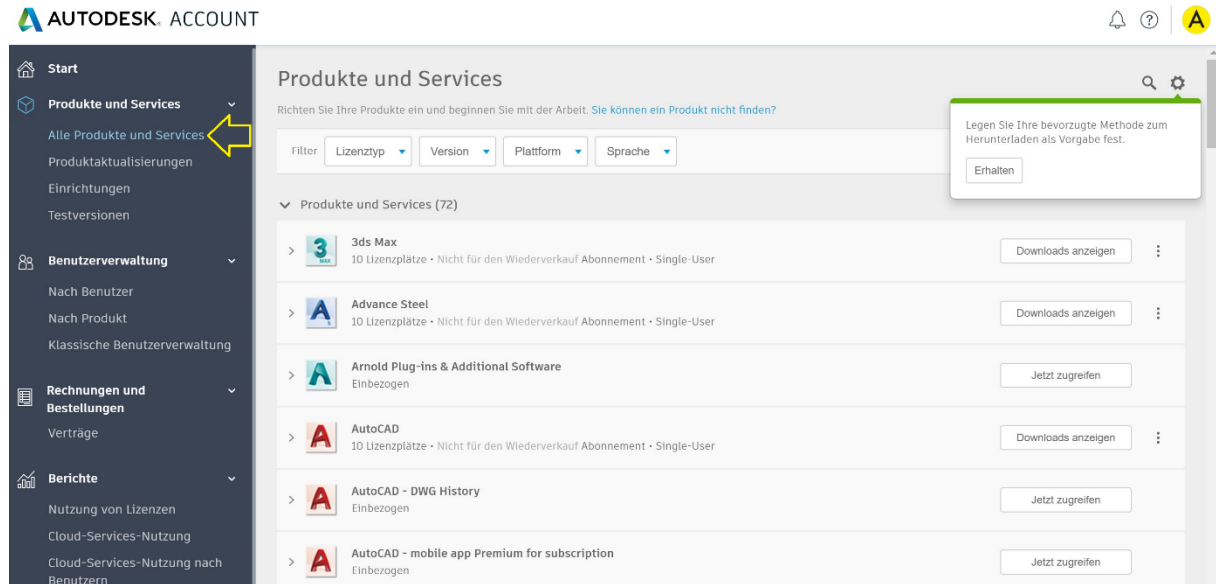 AUTODESK® ACCOUNT
A
Start
Produkte und Services
Alle Produkte und Services
Produktaktualisierungen
Einrichtungen
Testversionen
Benutzerverwaltung
Nach Benutzer
Nach Produkt
Klassische Benutzerverwaltung
Rechnungen und
Bestellungen
Verträge
Berichte
Nutzung von Lizenzen
Cloud-Services-Nutzung
Cloud-Services-Nutzung nach
Benutzern
Produkte und Services
Richten Sie Ihre Produkte ein und beginnen Sie mit der Arbeit. Sie können ein Produkt nicht finden?
Filter Lizenztyp Version Plattform Sprache
Legen Sie Ihre bevorzugte Methode zum
Herunterladen als Vorgabe fest.
Erhalten
Produkte und Services (72)
3 MAX
3ds Max
10 Lizenzplätze • Nicht für den Wiederverkauf Abonnement • Single-User
Downloads anzeigen
A S
Advance Steel
10 Lizenzplätze • Nicht für den Wiederverkauf Abonnement • Single-User
Downloads anzeigen
Arnold Plug-ins & Additional Software
Einbezogen
Jetzt zugreifen
A
AutoCAD
10 Lizenzplätze • Nicht für den Wiederverkauf Abonnement • Single-User
Downloads anzeigen
A
AutoCAD - DWG History
Einbezogen
Jetzt zugreifen
A
AutoCAD - mobile app Premium for subscription
Einbezogen
Jetzt zugreifen